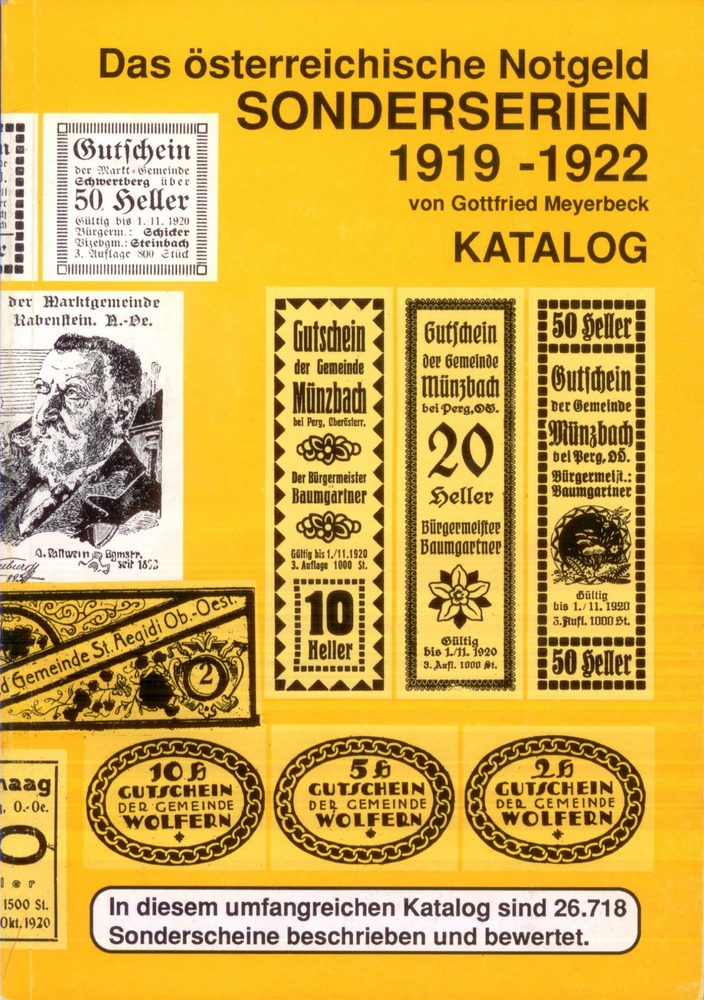 Das österreichische Notgeld
SONDERSERIEN
1919 -1922
von Gottfried Meyerbeck
KATALOG
Gutschein
der Markt=Gemeinde
Schwertberg über
50 Heller
Gültig bis 1. 11. 1920
Bürgerm.: Schicker
Vizebgm.: Steinbach
3. Auflage 800 Stück
der Marktgemeinde
Rabenstein. N.-Oe.
Bgmstr.
seit
Gutschein
der Gemeinde
Münzbach
bei Perg, Oberösterr.
Der Bürgermeister
Baumgartner
Gültig bis 1./11.1920
3. Auflage 1000 St.
10
Heller
Gutschein
der Gemeinde
Münzbach
bei Perg, OÖ.
20
Heller
Bürgermeister
Baumgartner
Gültig
bis 1./11. 1920
3. Aufl. 1000 St.
50 Heller
Gutschein
der Gemeinde
Münzbach
bei Perg, OÖ.
Bürgermeist.:
Baumgartner
Gültig
bis 1./11. 1920
3. Aufl. 1000 St.
50 Heller
d Gemeinde St. Aegidi Ob.-Oest.
2
haag
O.-Oe.
1500 St.
Okt. 1920
10 h
GUTSCHEIN
DER GEMEINDE
WOLFERN
5 h
GUTSCHEIN
DER GEMEINDE
WOLFERN
2 h
GUTSCHEIN
DER GEMEINDE
WOLFERN
In diesem umfangreichen Katalog sind 26.718
Sonderscheine beschrieben und bewertet.